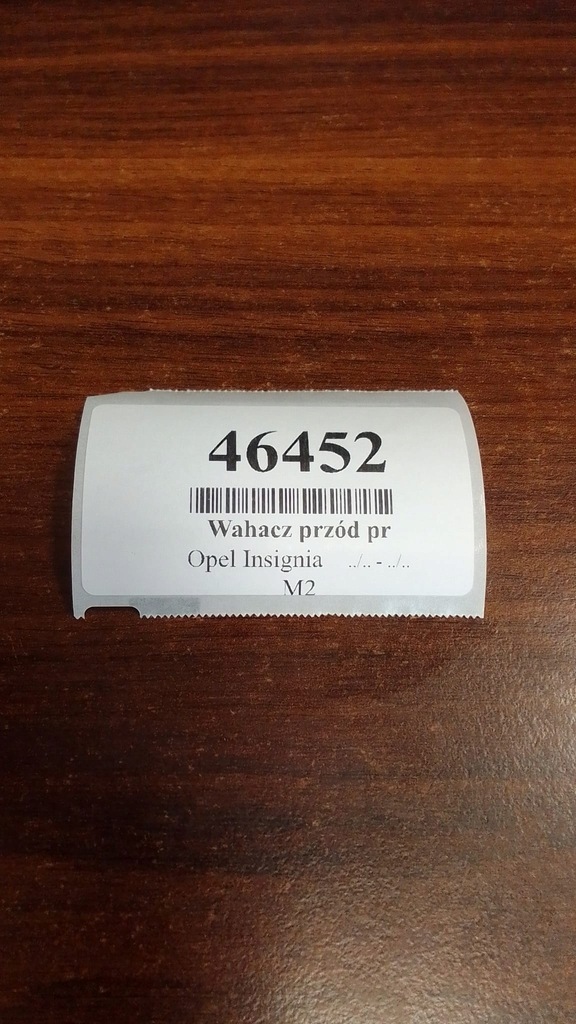 46452
Wahacz przód pr
Opel Insignia ../.. - ../..
M2